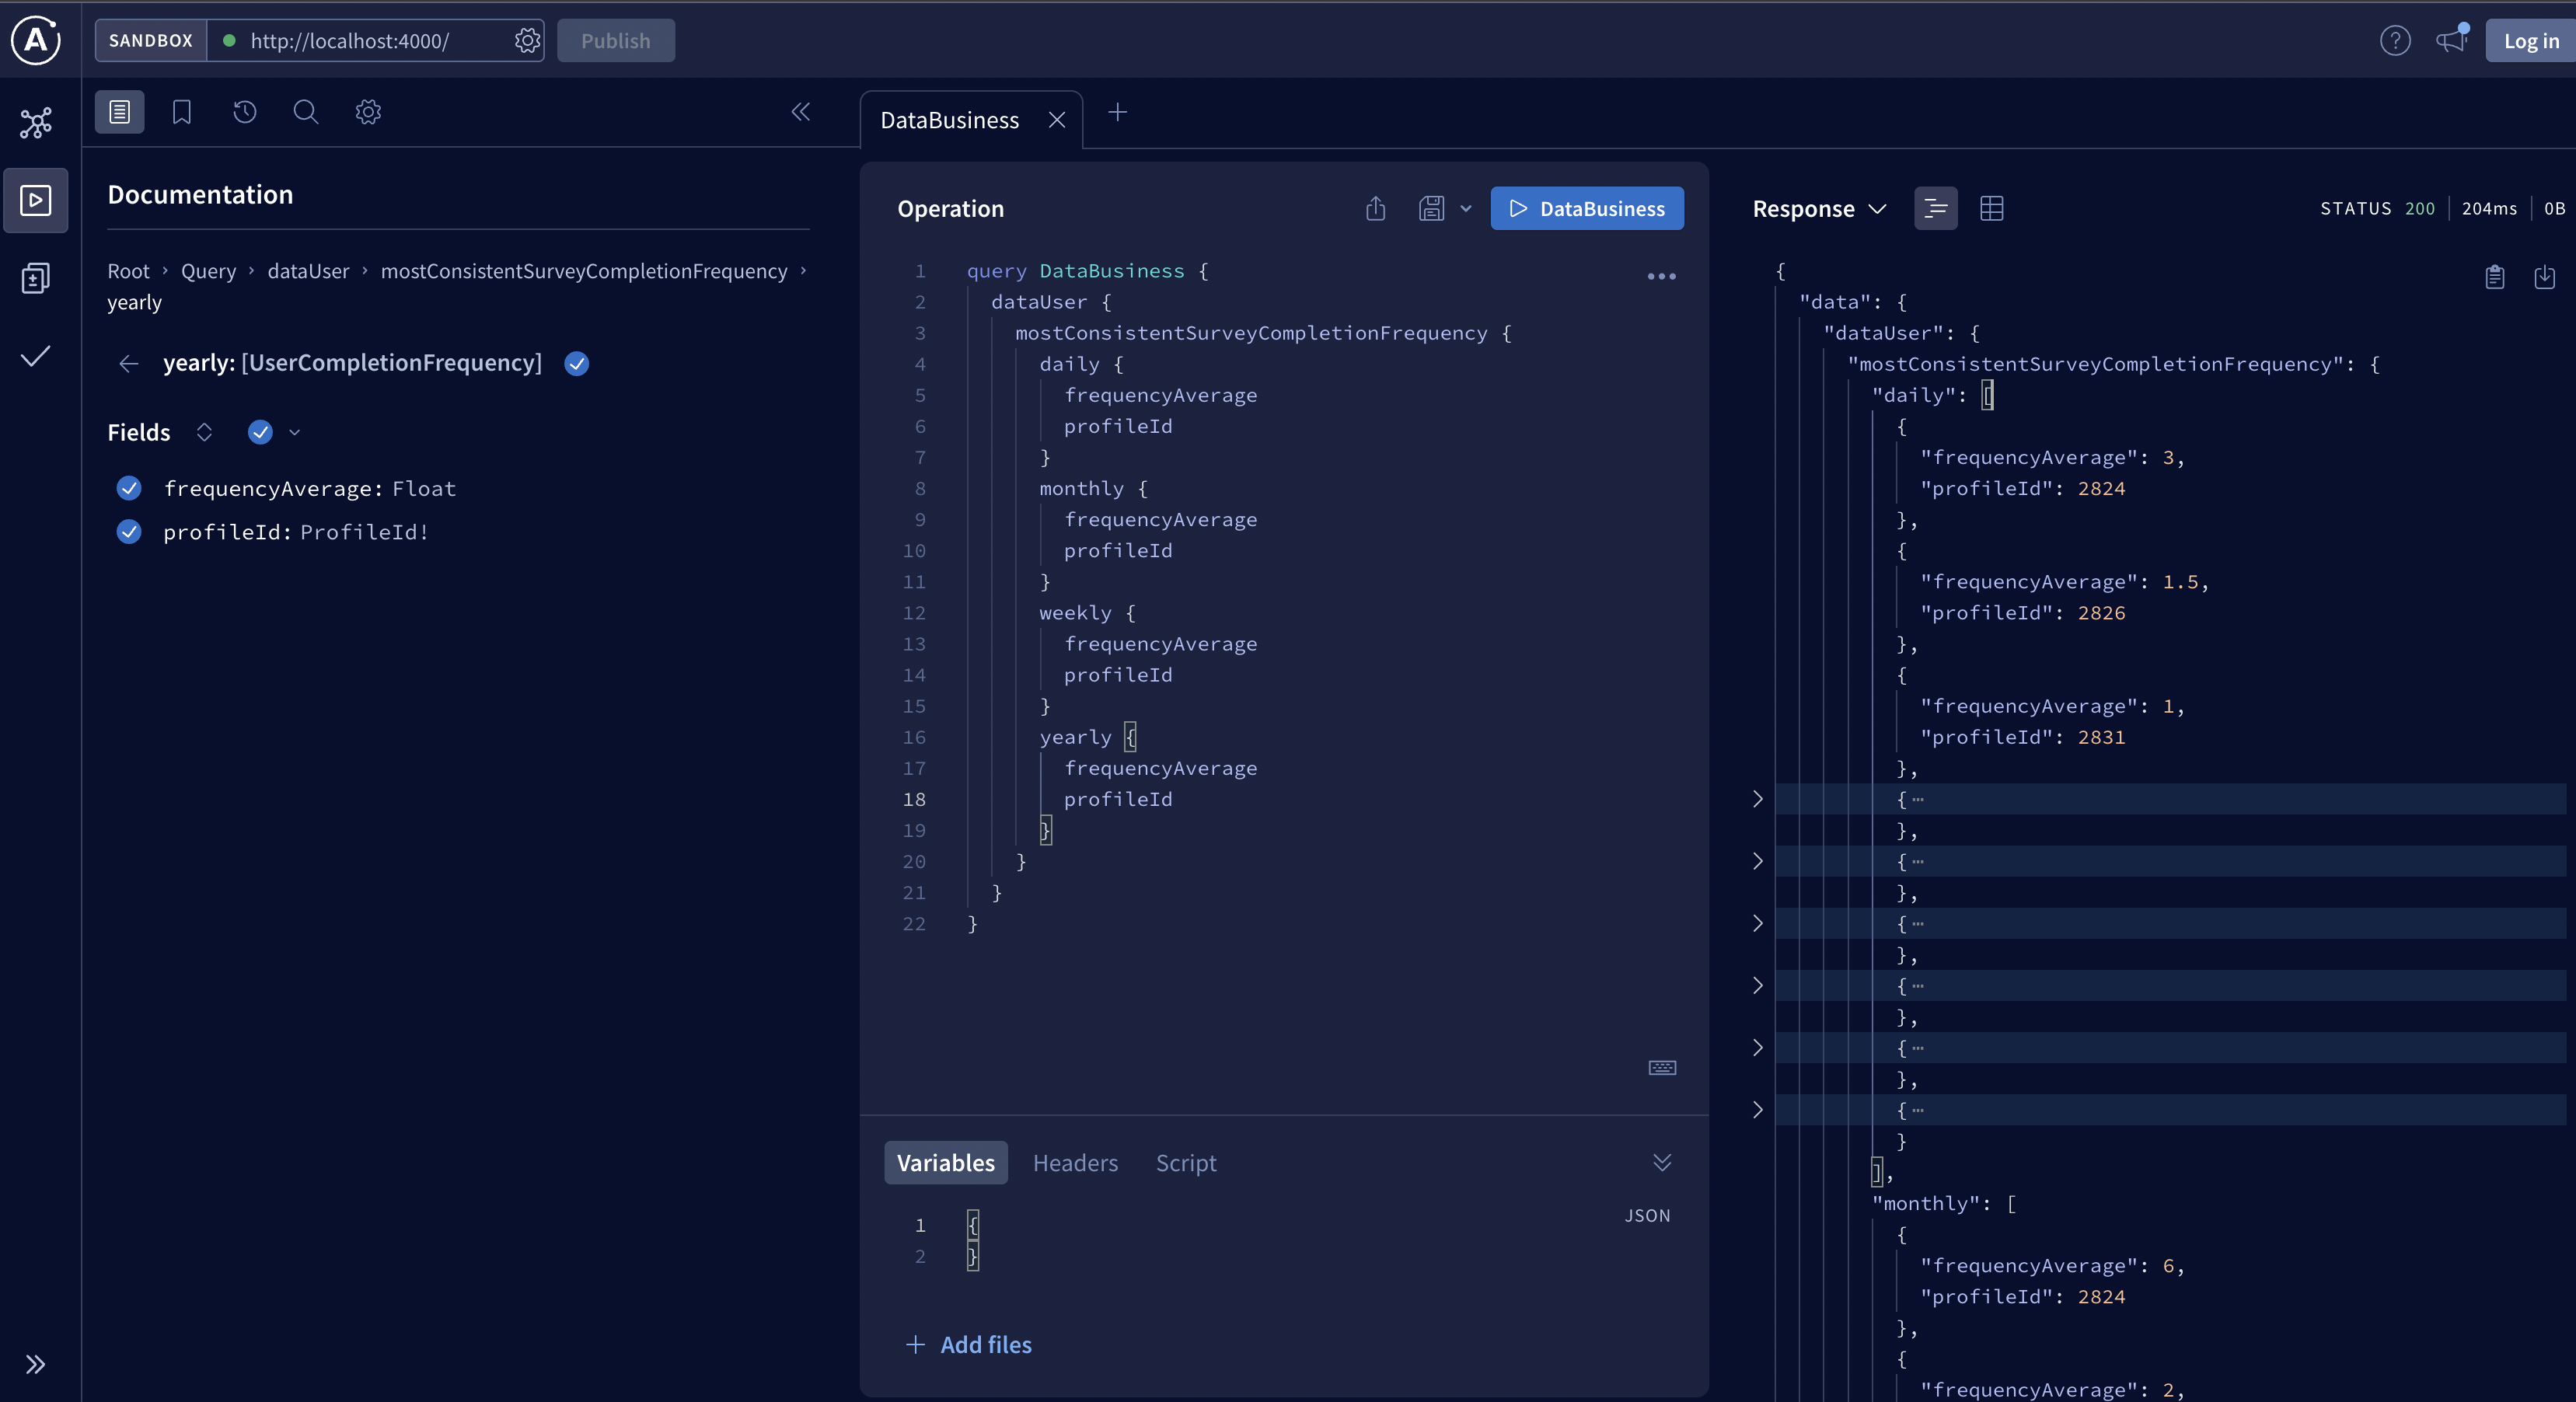 SANDBOX http://localhost:4000/ Publish
Log in
DataBusiness
Documentation
Root › Query › dataUser › mostConsistentSurveyCompletionFrequency ›
yearly
yearly: [UserCompletionFrequency]
Fields
frequencyAverage: Float
profileId: ProfileId!
Operation
DataBusiness
1 query DataBusiness {
2 dataUser {
3 mostConsistentSurveyCompletionFrequency {
4 daily {
5 frequencyAverage
6 profileId
7 }
8 monthly {
9 frequencyAverage
10 profileId
11 }
12 weekly {
13 frequencyAverage
14 profileId
15 }
16 yearly {
17 frequencyAverage
18 profileId
19 }
20 }
21 }
22 }
Variables Headers Script
JSON
1 {
2 }
+ Add files
Response
STATUS 200 204ms 0B
{
"data": {
"dataUser": {
"mostConsistentSurveyCompletionFrequency": {
"daily": [
{
"frequencyAverage": 3,
"profileId": 2824
},
{
"frequencyAverage": 1.5,
"profileId": 2826
},
{
"frequencyAverage": 1,
"profileId": 2831
},
{ ⋯
},
{ ⋯
},
{ ⋯
},
{ ⋯
},
{ ⋯
},
{ ⋯
}
],
"monthly": [
{
"frequencyAverage": 6,
"profileId": 2824
},
{
"frequencyAverage": 2,